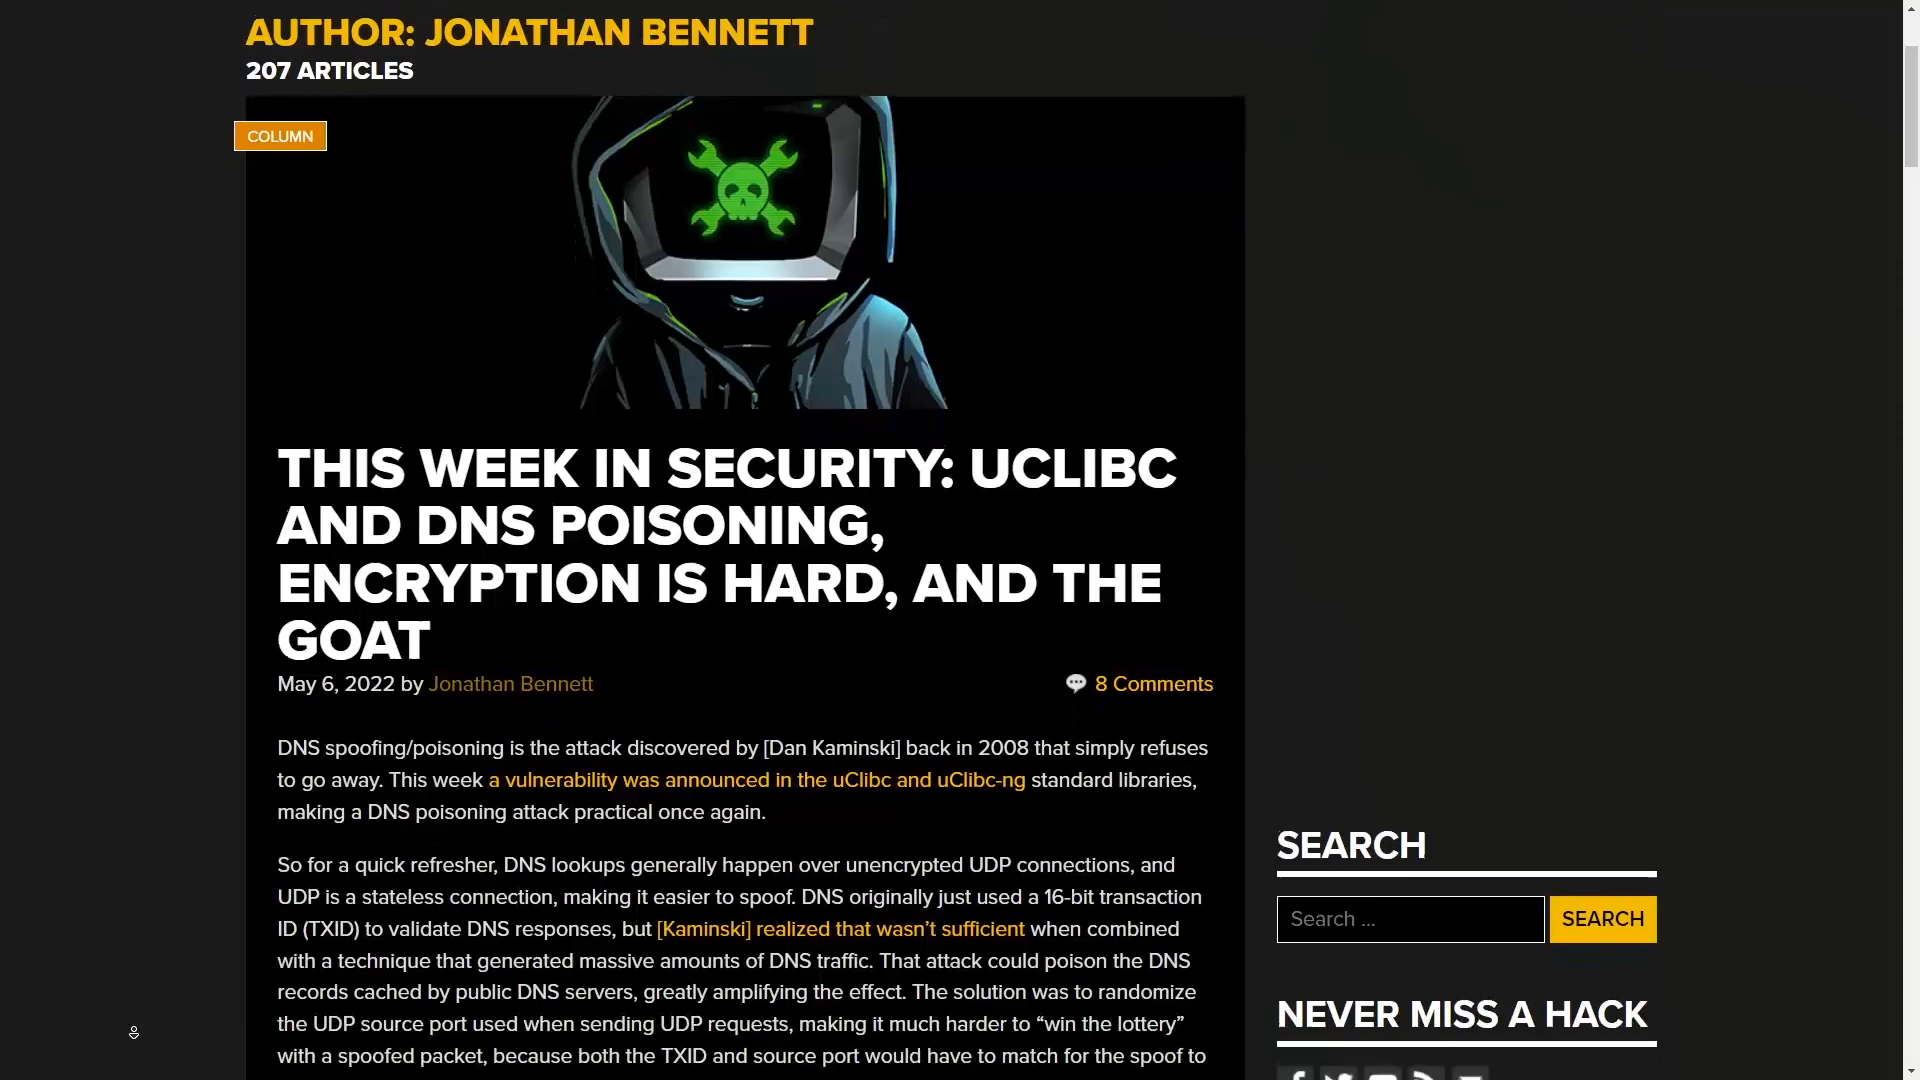 AUTHOR: JONATHAN BENNETT
207 ARTICLES
COLUMN
THIS WEEK IN SECURITY: UCLIBC
AND DNS POISONING,
ENCRYPTION IS HARD, AND THE
GOAT
May 6, 2022 by Jonathan Bennett
8 Comments
DNS spoofing/poisoning is the attack discovered by [Dan Kaminski] back in 2008 that simply refuses
to go away. This week a vulnerability was announced in the uClibc and uClibc-ng standard libraries,
making a DNS poisoning attack practical once again.
So for a quick refresher, DNS lookups generally happen over unencrypted UDP connections, and
UDP is a stateless connection, making it easier to spoof. DNS originally just used a 16-bit transaction
ID (TXID) to validate DNS responses, but [Kaminski] realized that wasn’t sufficient when combined
with a technique that generated massive amounts of DNS traffic. That attack could poison the DNS
records cached by public DNS servers, greatly amplifying the effect. The solution was to randomize
the UDP source port used when sending UDP requests, making it much harder to “win the lottery”
with a spoofed packet, because both the TXID and source port would have to match for the spoof to
SEARCH
Search …
SEARCH
NEVER MISS A HACK